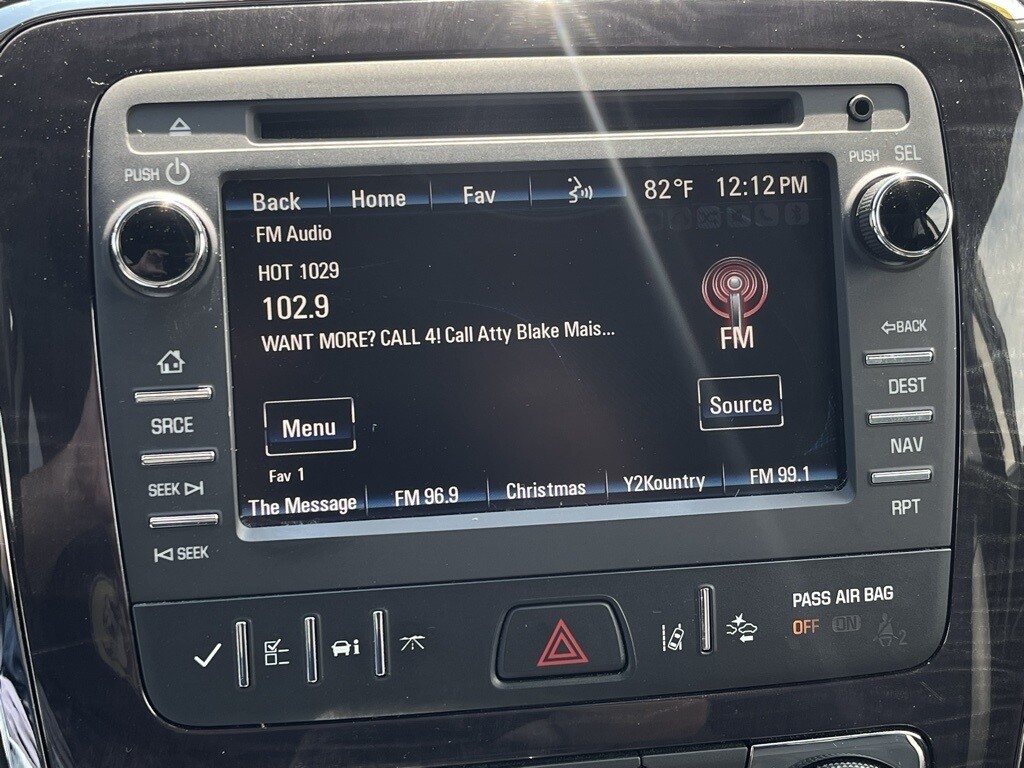 PUSH
PUSH SEL
Back Home Fav 82°F 12:12 PM
FM Audio
HOT 1029
102.9
WANT MORE? CALL 4! Call Atty Blake Mais...
FM
BACK
DEST
SRCE
Menu
Source
NAV
SEEK
Fav 1
The Message FM 96.9 Christmas Y2Kountry FM 99.1
RPT
SEEK
PASS AIR BAG
OFF ON
2
i